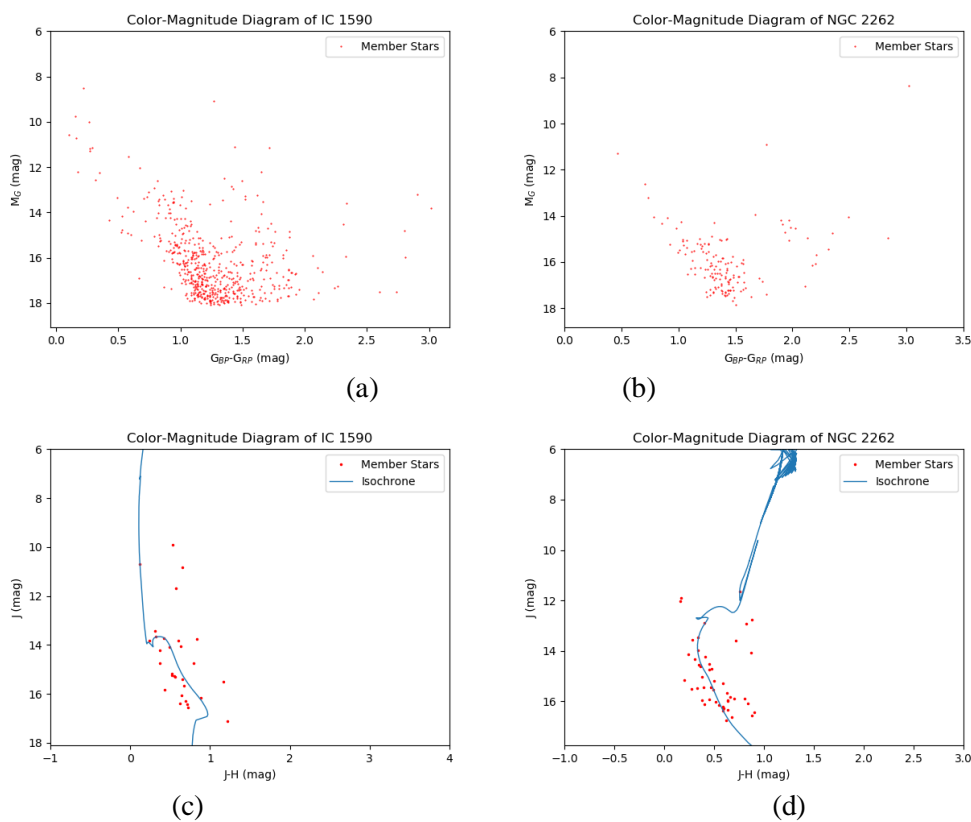 Color-Magnitude Diagram of IC 1590
6
8
10
12
14
16
18
M_G (mag)
Member Stars
0.0 0.5 1.0 1.5 2.0 2.5 3.0
G_BP-G_RP (mag)
(a)
Color-Magnitude Diagram of NGC 2262
6
8
10
12
14
16
18
M_G (mag)
Member Stars
0.0 0.5 1.0 1.5 2.0 2.5 3.0 3.5
G_BP-G_RP (mag)
(b)
Color-Magnitude Diagram of IC 1590
6
8
10
12
14
16
18
J (mag)
Member Stars
Isochrone
−1 0 1 2 3 4
J-H (mag)
(c)
Color-Magnitude Diagram of NGC 2262
6
8
10
12
14
16
J (mag)
Member Stars
Isochrone
−1.0 −0.5 0.0 0.5 1.0 1.5 2.0 2.5 3.0
J-H (mag)
(d)